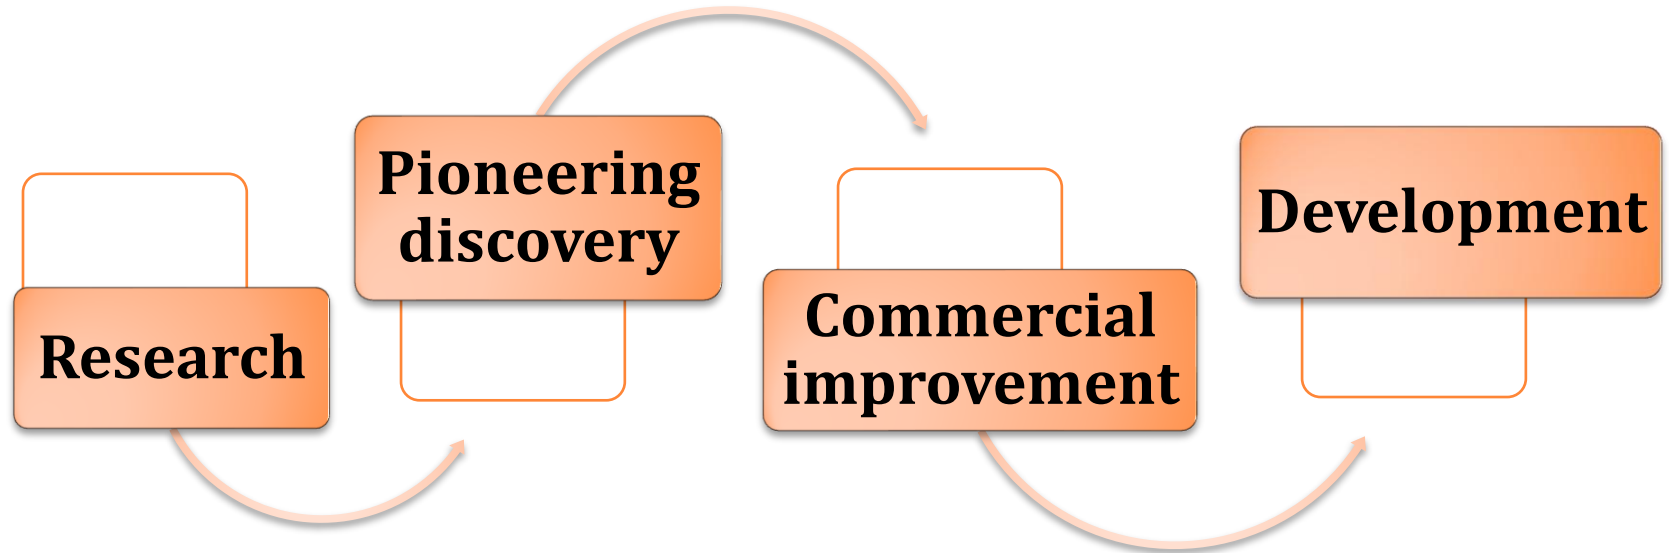 Research
Pioneering
discovery
Commercial
improvement
Development